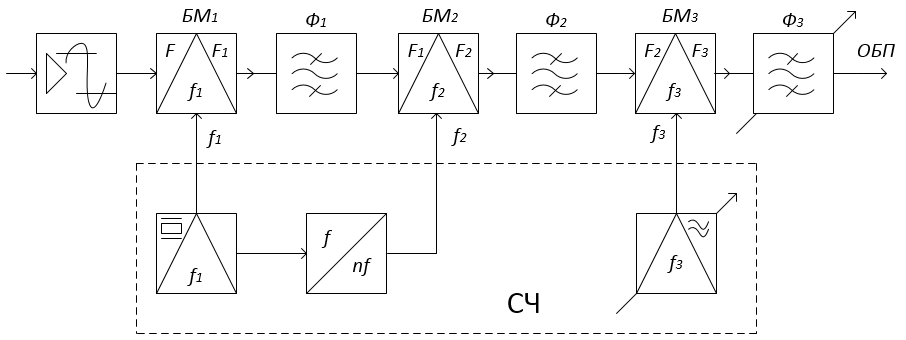 БМ1 Ф1 БМ2 Ф2 БМ3 Ф3
ОБП
F F1 F1 F2 F2 F3
f1 f2 f3
f1 f2 f3
f
nf
f1 f3
СЧ